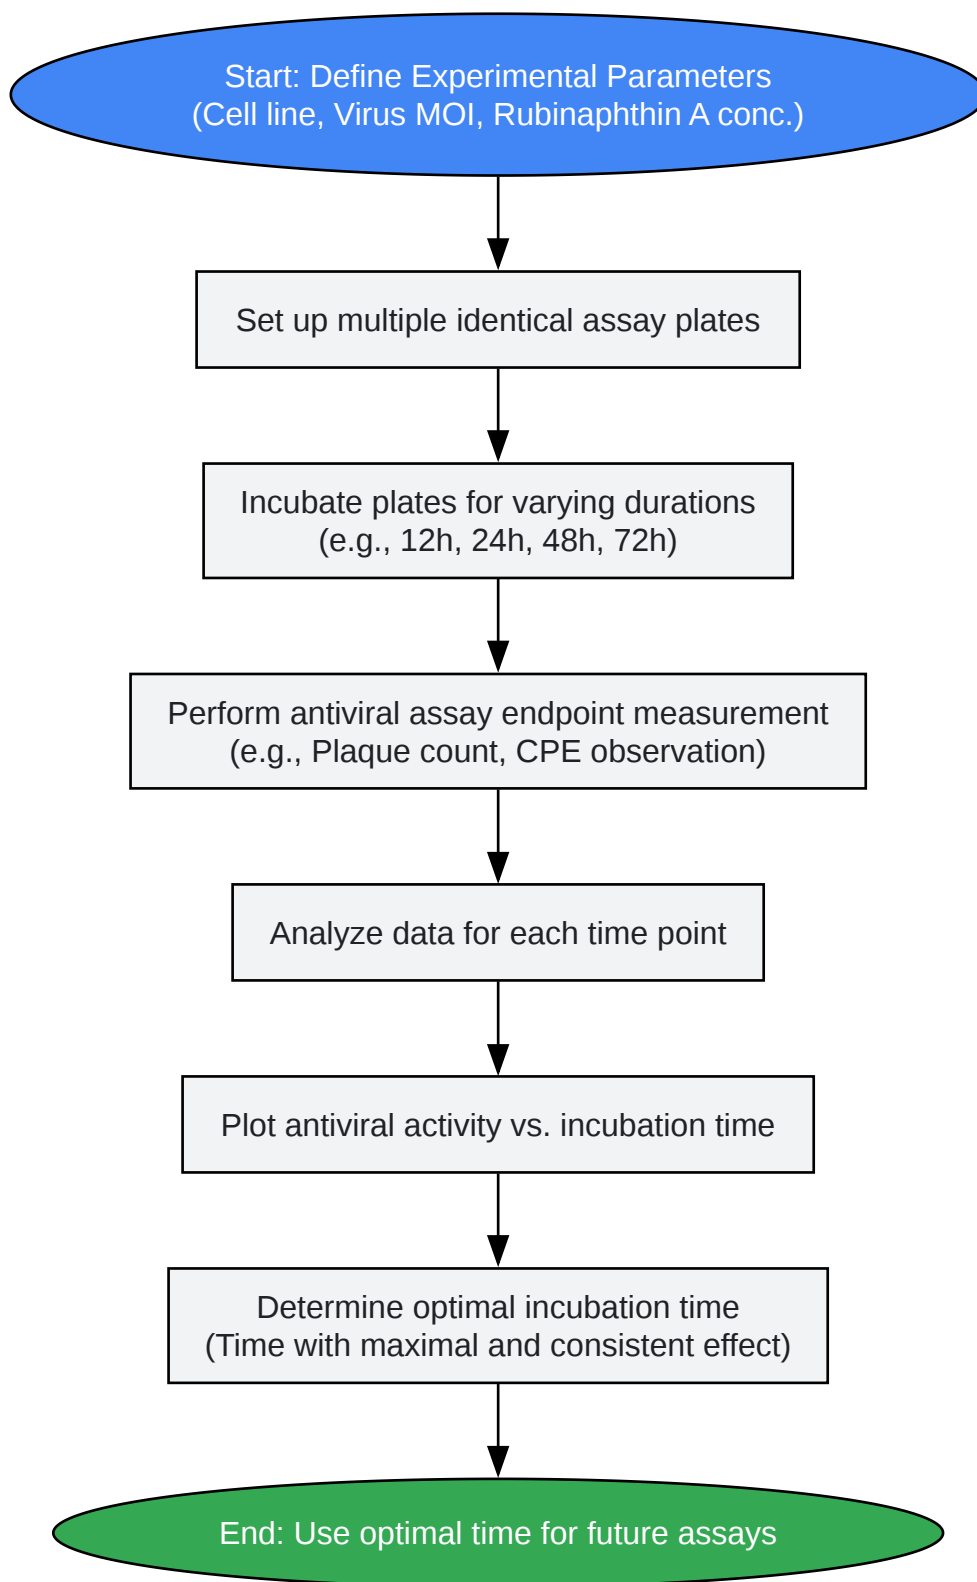 Start: Define Experimental Parameters
(Cell line, Virus MOI, Rubinaphthin A conc.)
Set up multiple identical assay plates
Incubate plates for varying durations
(e.g., 12h, 24h, 48h, 72h)
Perform antiviral assay endpoint measurement
(e.g., Plaque count, CPE observation)
Analyze data for each time point
Plot antiviral activity vs. incubation time
Determine optimal incubation time
(Time with maximal and consistent effect)
End: Use optimal time for future assays